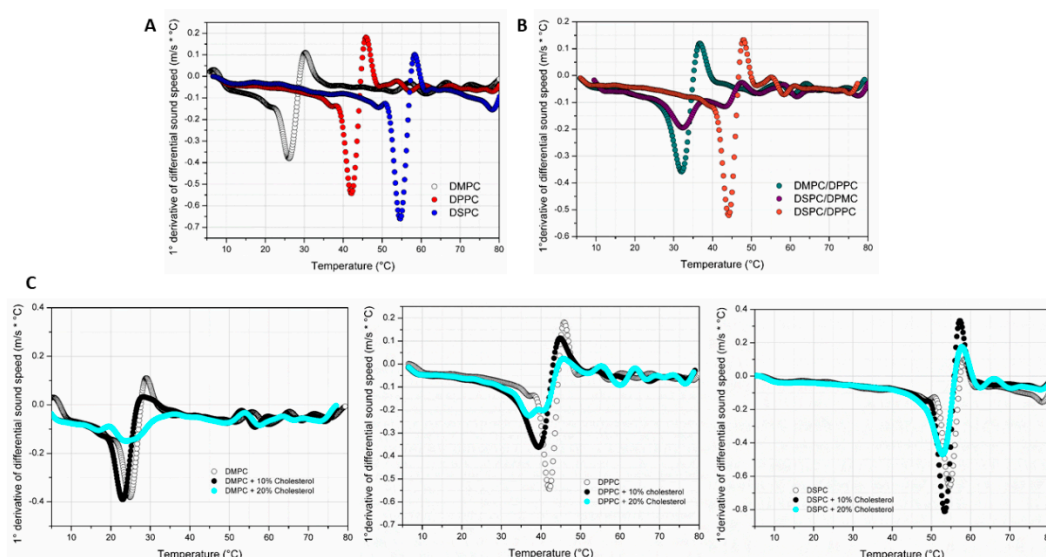 A
1°derivative of differential sound speed (m/s * °C)
0.2
0.1
0.0
-0.1
-0.2
-0.3
-0.4
-0.5
-0.6
-0.7
DMPC
DPPC
DSPC
10 20 30 40 50 60 70 80
Temperature (°C)
B
1°derivative of differential sound speed (m/s * °C)
0.2
0.1
0.0
-0.1
-0.2
-0.3
-0.4
-0.5
-0.6
DMPC/DPPC
DSPC/DPMC
DSPC/DPPC
10 20 30 40 50 60 70 80
Temperature (°C)
C
1°derivative of differential sound speed (m/s * °C)
0.4
0.2
0.0
-0.2
-0.4
DMPC
DMPC + 10% Cholesterol
DMPC + 20% Cholesterol
10 20 30 40 50 60 70 80
Temperature (°C)
1°derivative of differential sound speed (m/s * °C)
0.2
0.1
0.0
-0.1
-0.2
-0.3
-0.4
-0.5
-0.6
-0.7
DPPC
DPPC + 10% cholesterol
DPPC + 20% Cholesterol
10 20 30 40 50 60 70 80
Temperature (°C)
1°derivative of differential sound speed (m/s * °C)
0.4
0.2
0.0
-0.2
-0.4
-0.6
-0.8
DSPC
DSPC + 10% Cholesterol
DSPC + 20% Cholesterol
10 20 30 40 50 60 70 80
Temperature (°C)